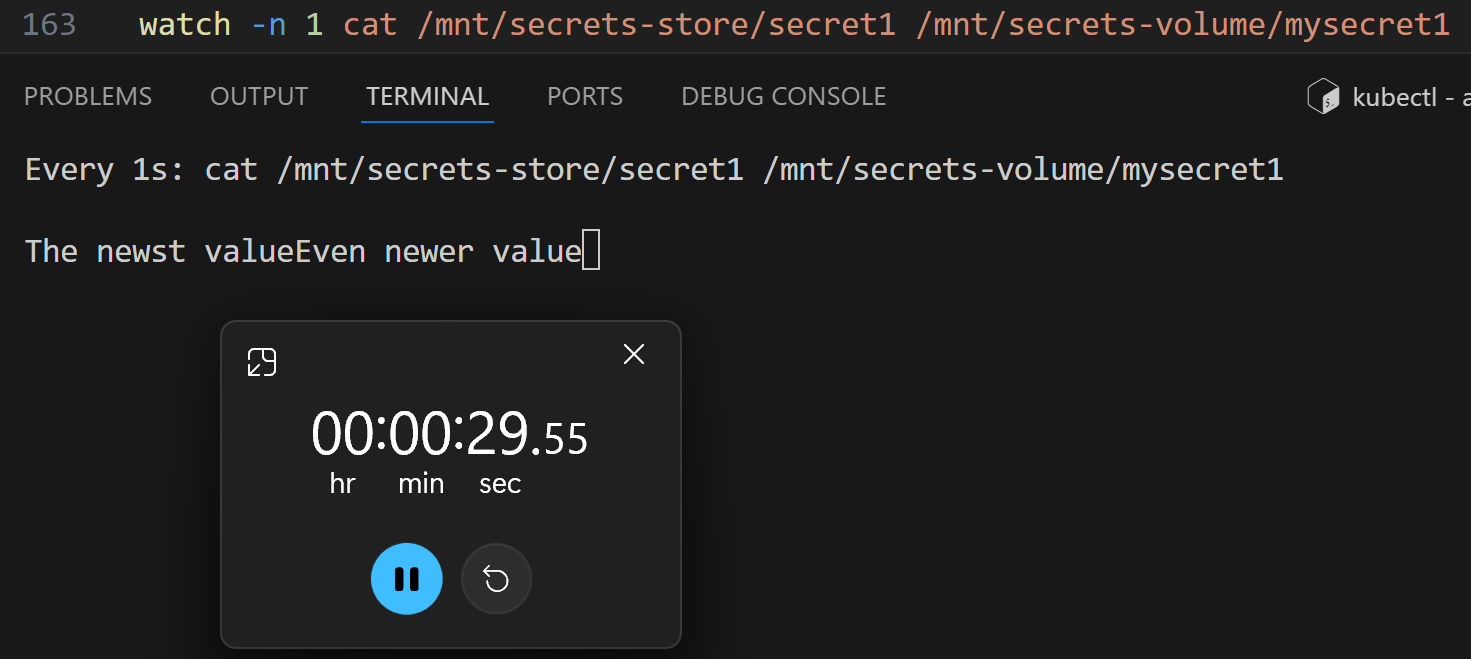 163 watch -n 1 cat /mnt/secrets-store/secret1 /mnt/secrets-volume/mysecret1
PROBLEMS OUTPUT TERMINAL PORTS DEBUG CONSOLE kubectl - a
Every 1s: cat /mnt/secrets-store/secret1 /mnt/secrets-volume/mysecret1
The newst valueEven newer value
00:00:29.55
hr min sec